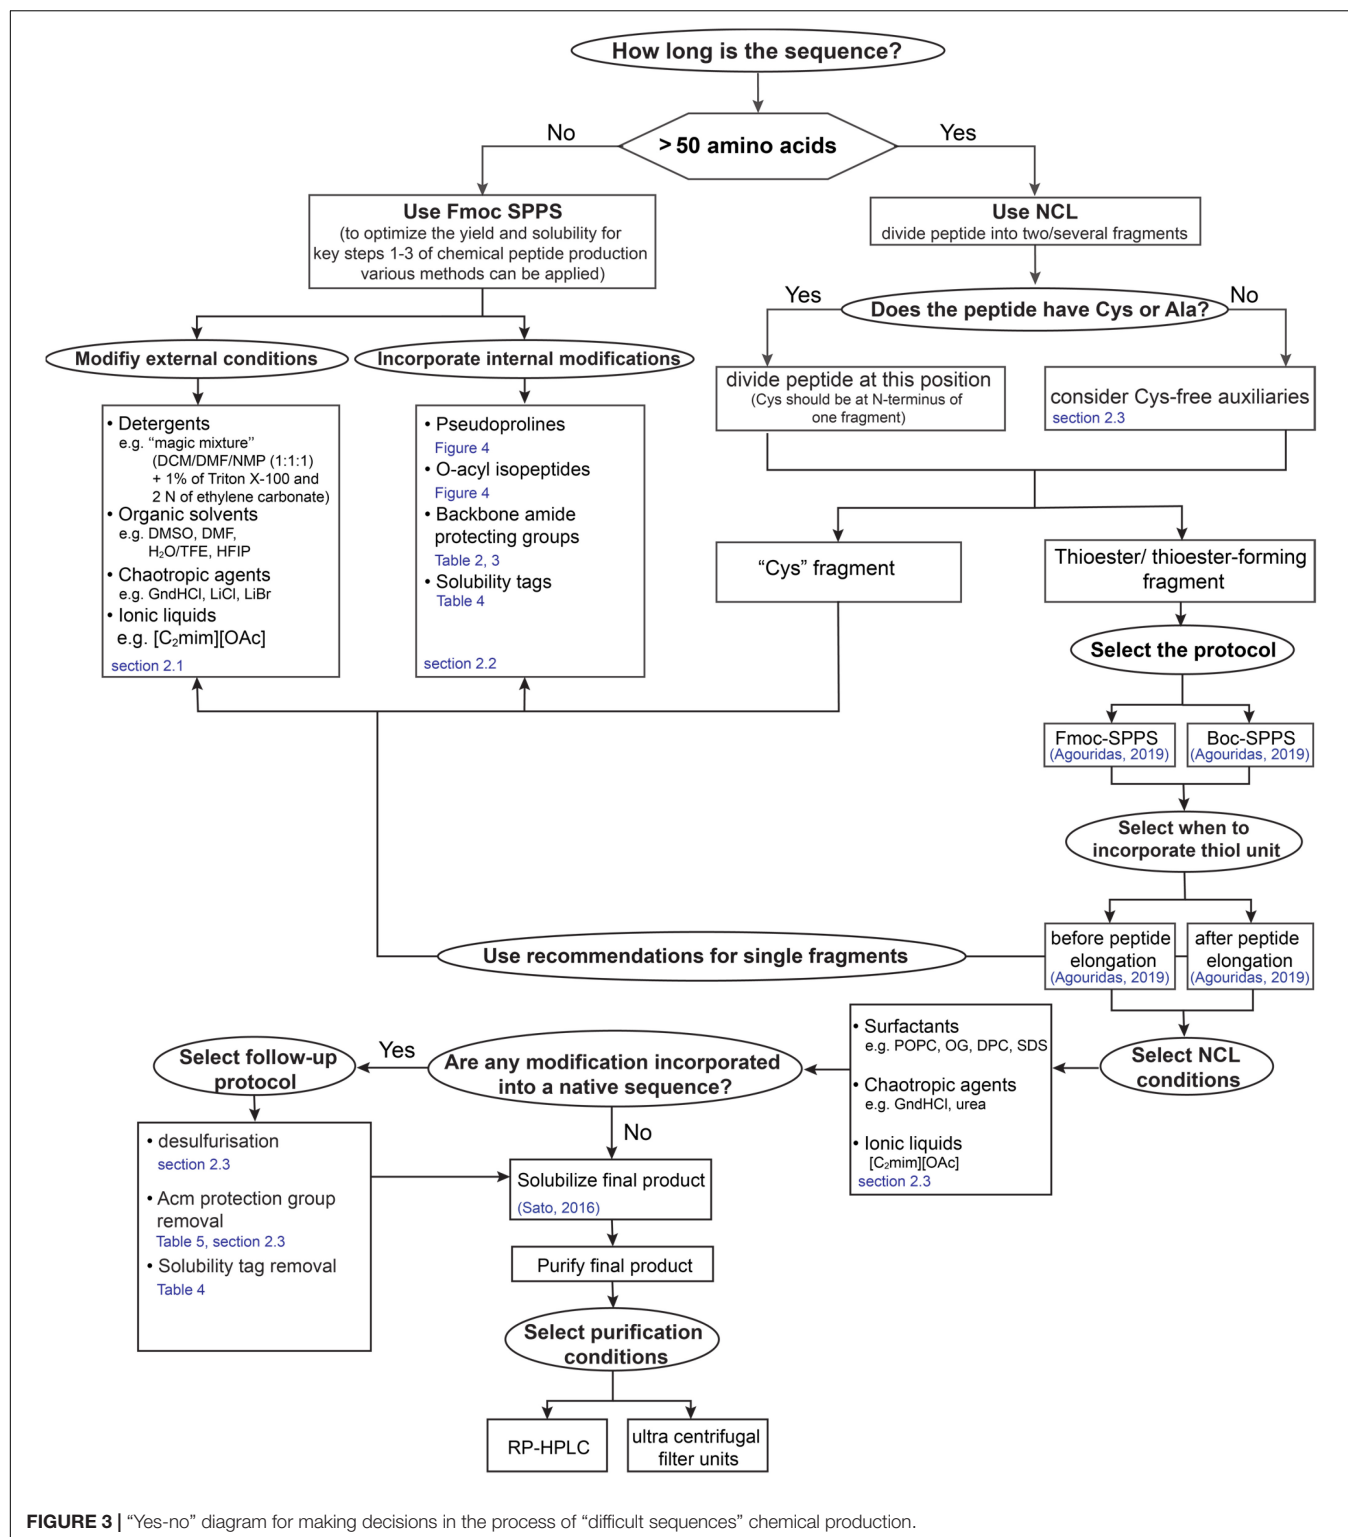 How long is the sequence?
No
> 50 amino acids
Yes
Use Fmoc SPPS
(to optimize the yield and solubility for
key steps 1-3 of chemical peptide production
various methods can be applied)
Use NCL
divide peptide into two/several fragments
Yes
Does the peptide have Cys or Ala?
No
Modifiy external conditions
Incorporate internal modifications
divide peptide at this position
(Cys should be at N-terminus of
one fragment)
consider Cys-free auxiliaries
section 2.3
• Detergents
e.g. “magic mixture”
(DCM/DMF/NMP (1:1:1)
+ 1% of Triton X-100 and
2 N of ethylene carbonate)
• Organic solvents
e.g. DMSO, DMF,
H₂O/TFE, HFIP
• Chaotropic agents
e.g. GndHCl, LiCl, LiBr
• Ionic liquids
e.g. [C₂mim][OAc]
section 2.1
• Pseudoprolines
Figure 4
• O-acyl isopeptides
Figure 4
• Backbone amide
protecting groups
Table 2, 3
• Solubility tags
Table 4
section 2.2
“Cys” fragment
Thioester/ thioester-forming
fragment
Select the protocol
Fmoc-SPPS
(Agouridas, 2019)
Boc-SPPS
(Agouridas, 2019)
Select when to
incorporate thiol unit
Use recommendations for single fragments
before peptide
elongation
(Agouridas, 2019)
after peptide
elongation
(Agouridas, 2019)
Select NCL
conditions
• Surfactants
e.g. POPC, OG, DPC, SDS
• Chaotropic agents
e.g. GndHCl, urea
• Ionic liquids
[C₂mim][OAc]
section 2.3
Are any modification incorporated
into a native sequence?
Yes
Select follow-up
protocol
No
• desulfurisation
section 2.3
• Acm protection group
removal
Table 5, section 2.3
• Solubility tag removal
Table 4
Solubilize final product
(Sato, 2016)
Purify final product
Select purification
conditions
RP-HPLC
ultra centrifugal
filter units
FIGURE 3 | “Yes-no” diagram for making decisions in the process of “difficult sequences” chemical production.